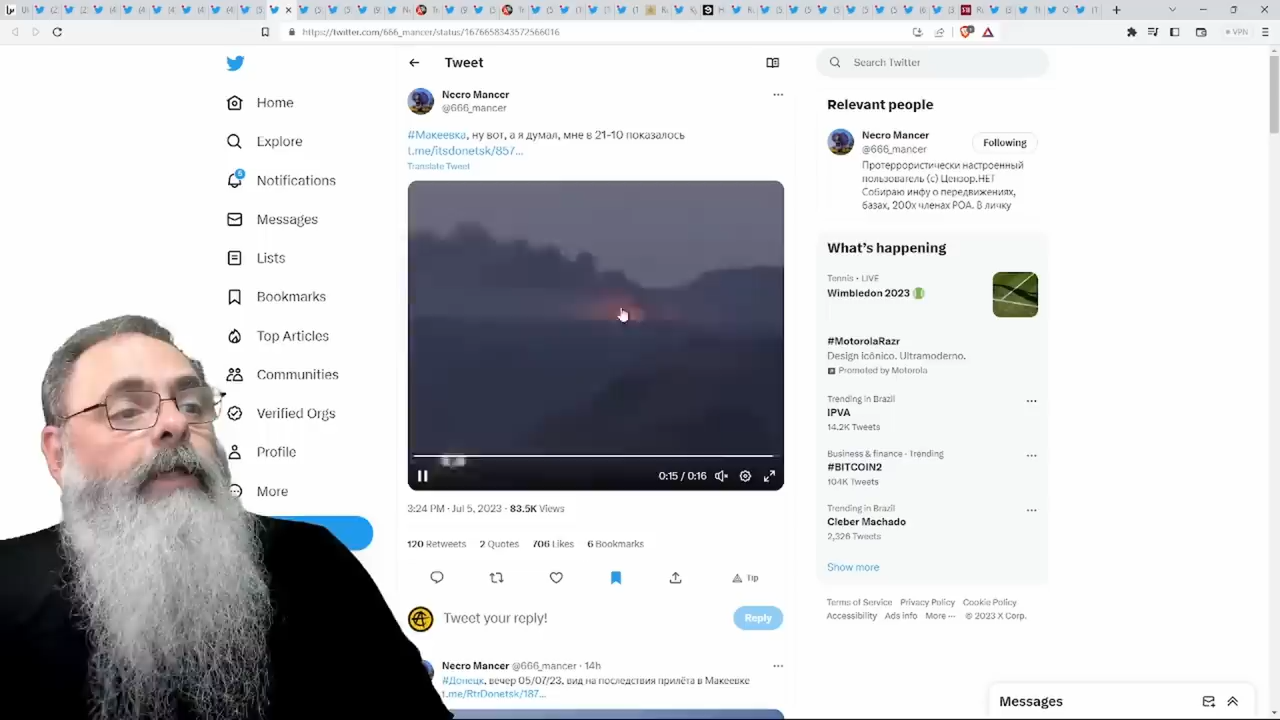 https://twitter.com/666_mancer/status/1676658343572566016
VPN
Home
Explore
6
Notifications
Messages
Lists
Bookmarks
Top Articles
Communities
Verified Orgs
Profile
More
Tweet
Necro Mancer
@666_mancer
#Макеевка, ну вот, а я думал, мне в 21-10 показалось
t.me/itsdonetsk/857...
Translate Tweet
0:15 / 0:16
3:24 PM · Jul 5, 2023 · 83.5K Views
120 Retweets 2 Quotes 706 Likes 6 Bookmarks
Tip
Tweet your reply!
Reply
Necro Mancer @666_mancer · 14h
#Донецк, вечер 05/07/23, вид на последствия прилёта в Макеевке
t.me/RtrDonetsk/187...
Search Twitter
Relevant people
Necro Mancer
@666_mancer
Following
Протеррористически настроенный
пользователь (с) Цензор.НЕТ
Собираю инфу о передвижениях,
базах, 200х членах РОА. В личку
What's happening
Tennis · LIVE
Wimbledon 2023
#MotorolaRazr
Design icônico. Ultramoderno.
Promoted by Motorola
Trending in Brazil
IPVA
14.2K Tweets
Business & finance · Trending
#BITCOIN2
104K Tweets
Trending in Brazil
Cleber Machado
2,326 Tweets
Show more
Terms of Service Privacy Policy Cookie Policy
Accessibility Ads info More ··· © 2023 X Corp.
Messages